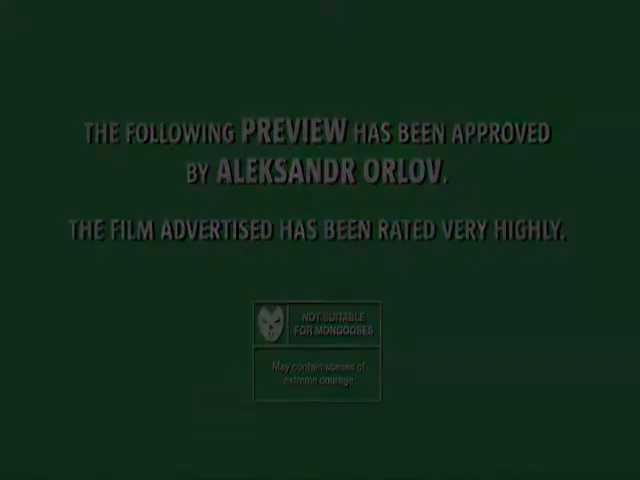 THE FOLLOWING PREVIEW HAS BEEN APPROVED
BY ALEKSANDR ORLOV.
THE FILM ADVERTISED HAS BEEN RATED VERY HIGHLY.
NOT SUITABLE
FOR MONGOOSES
May contain scenes of
extreme courage